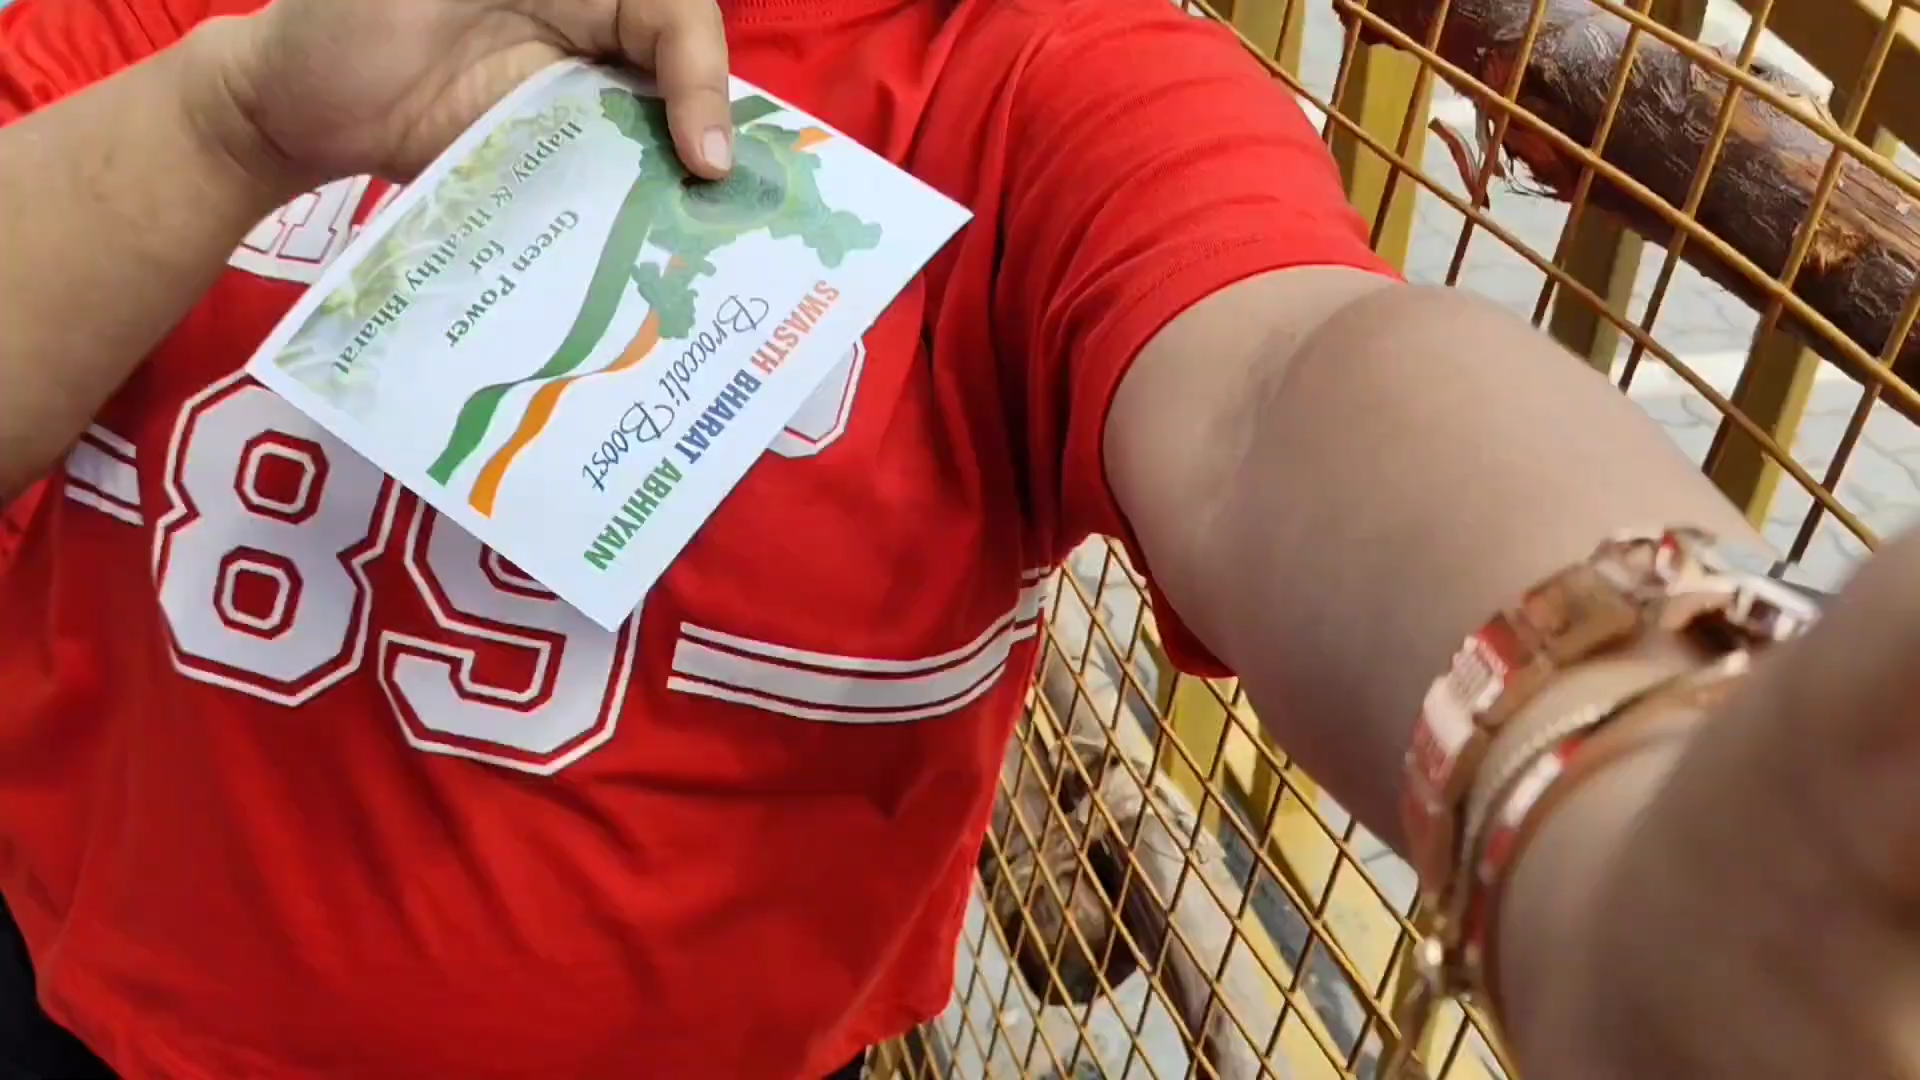 SWASTH BHARAT ABHIYAN
Broccoli Boost
Green Power
for
Happy & Healthy Bharat
89